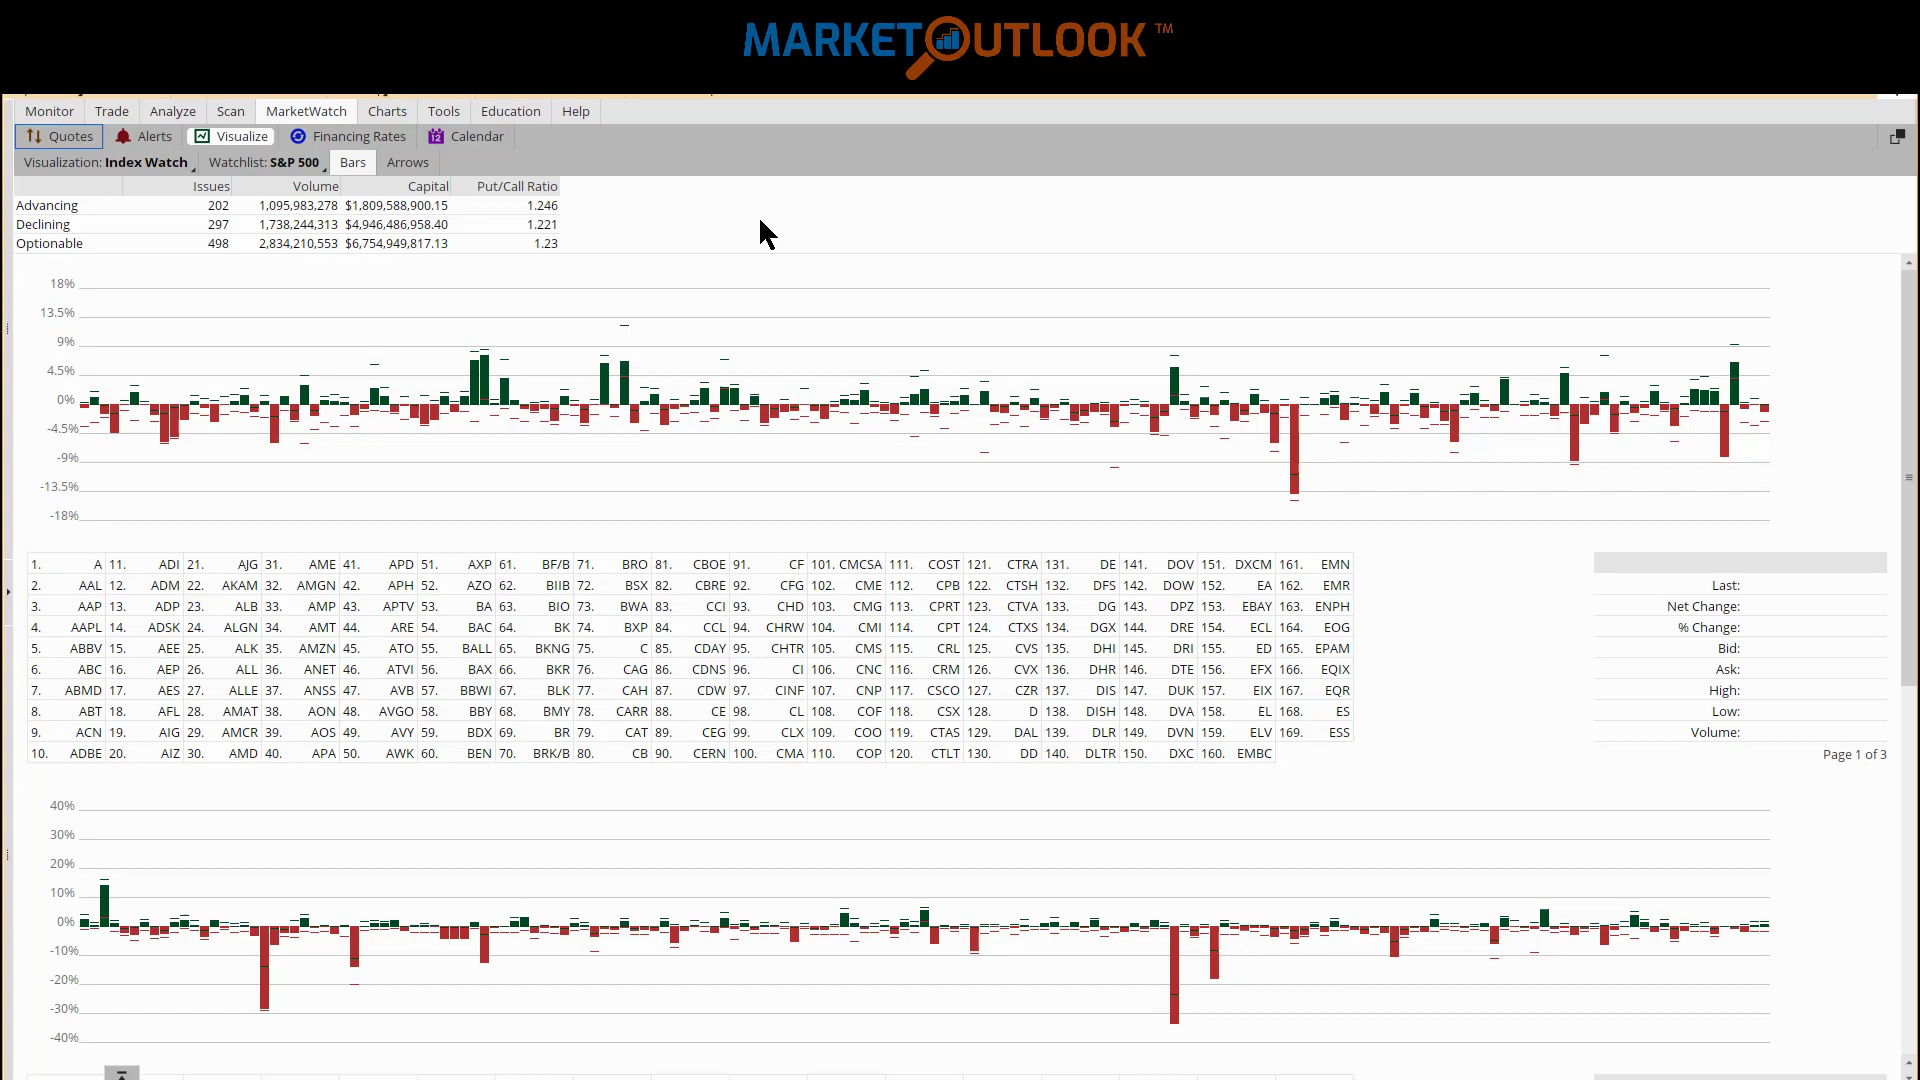 MARKETOUTLOOK™
Monitor Trade Analyze Scan MarketWatch Charts Tools Education Help
Quotes Alerts Visualize Financing Rates 12 Calendar
Visualization: Index Watch Watchlist: S&P 500 Bars Arrows
Issues Volume Capital Put/Call Ratio
Advancing 202 1,095,983,278 $1,809,588,900.15 1.246
Declining 297 1,738,244,313 $4,946,486,958.40 1.221
Optionable 498 2,834,210,553 $6,754,949,817.13 1.23
18%
13.5%
9%
4.5%
0%
-4.5%
-9%
-13.5%
-18%
1. A 11. ADI 21. AJG 31. AME 41. APD 51. AXP 61. BF/B 71. BRO 81. CBOE 91. CF 101. CMCSA 111. COST 121. CTRA 131. DE 141. DOV 151. DXCM 161. EMN
2. AAL 12. ADM 22. AKAM 32. AMGN 42. APH 52. AZO 62. BIIB 72. BSX 82. CBRE 92. CFG 102. CME 112. CPB 122. CTSH 132. DFS 142. DOW 152. EA 162. EMR
3. AAP 13. ADP 23. ALB 33. AMP 43. APTV 53. BA 63. BIO 73. BWA 83. CCI 93. CHD 103. CMG 113. CPRT 123. CTVA 133. DG 143. DPZ 153. EBAY 163. ENPH
4. AAPL 14. ADSK 24. ALGN 34. AMT 44. ARE 54. BAC 64. BK 74. BXP 84. CCL 94. CHRW 104. CMI 114. CPT 124. CTXS 134. DGX 144. DRE 154. ECL 164. EOG
5. ABBV 15. AEE 25. ALK 35. AMZN 45. ATO 55. BALL 65. BKNG 75. C 85. CDAY 95. CHTR 105. CMS 115. CRL 125. CVS 135. DHI 145. DRI 155. ED 165. EPAM
6. ABC 16. AEP 26. ALL 36. ANET 46. ATVI 56. BAX 66. BKR 76. CAG 86. CDNS 96. CI 106. CNC 116. CRM 126. CVX 136. DHR 146. DTE 156. EFX 166. EQIX
7. ABMD 17. AES 27. ALLE 37. ANSS 47. AVB 57. BBWI 67. BLK 77. CAH 87. CDW 97. CINF 107. CNP 117. CSCO 127. CZR 137. DIS 147. DUK 157. EIX 167. EQR
8. ABT 18. AFL 28. AMAT 38. AON 48. AVGO 58. BBY 68. BMY 78. CARR 88. CE 98. CL 108. COF 118. CSX 128. D 138. DISH 148. DVA 158. EL 168. ES
9. ACN 19. AIG 29. AMCR 39. AOS 49. AVY 59. BDX 69. BR 79. CAT 89. CEG 99. CLX 109. COO 119. CTAS 129. DAL 139. DLR 149. DVN 159. ELV 169. ESS
10. ADBE 20. AIZ 30. AMD 40. APA 50. AWK 60. BEN 70. BRK/B 80. CB 90. CERN 100. CMA 110. COP 120. CTLT 130. DD 140. DLTR 150. DXC 160. EMBC
Last:
Net Change:
% Change:
Bid:
Ask:
High:
Low:
Volume:
Page 1 of 3
40%
30%
20%
10%
0%
-10%
-20%
-30%
-40%